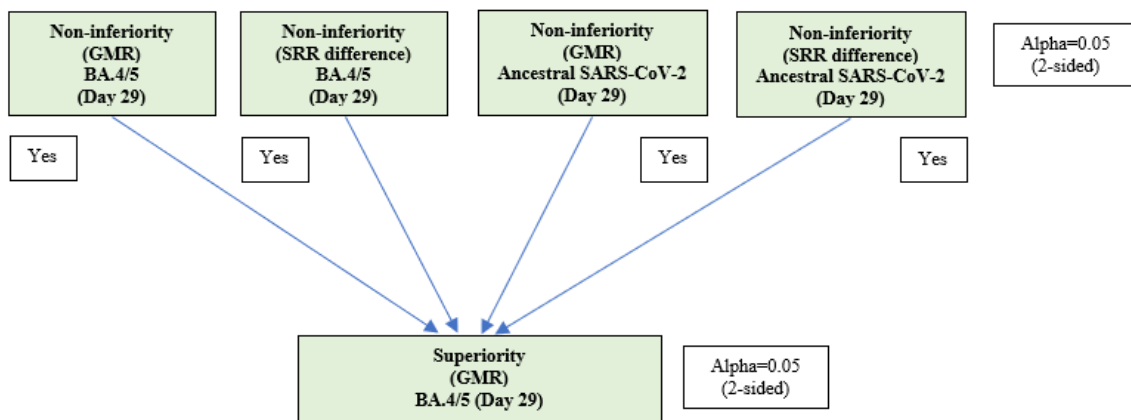 Non-inferiority
(GMR)
BA.4/5
(Day 29)
Non-inferiority
(SRR difference)
BA.4/5
(Day 29)
Non-inferiority
(GMR)
Ancestral SARS-CoV-2
(Day 29)
Non-inferiority
(SRR difference)
Ancestral SARS-CoV-2
(Day 29)
Alpha=0.05
(2-sided)
Yes
Yes
Yes
Yes
Superiority
(GMR)
BA.4/5 (Day 29)
Alpha=0.05
(2-sided)